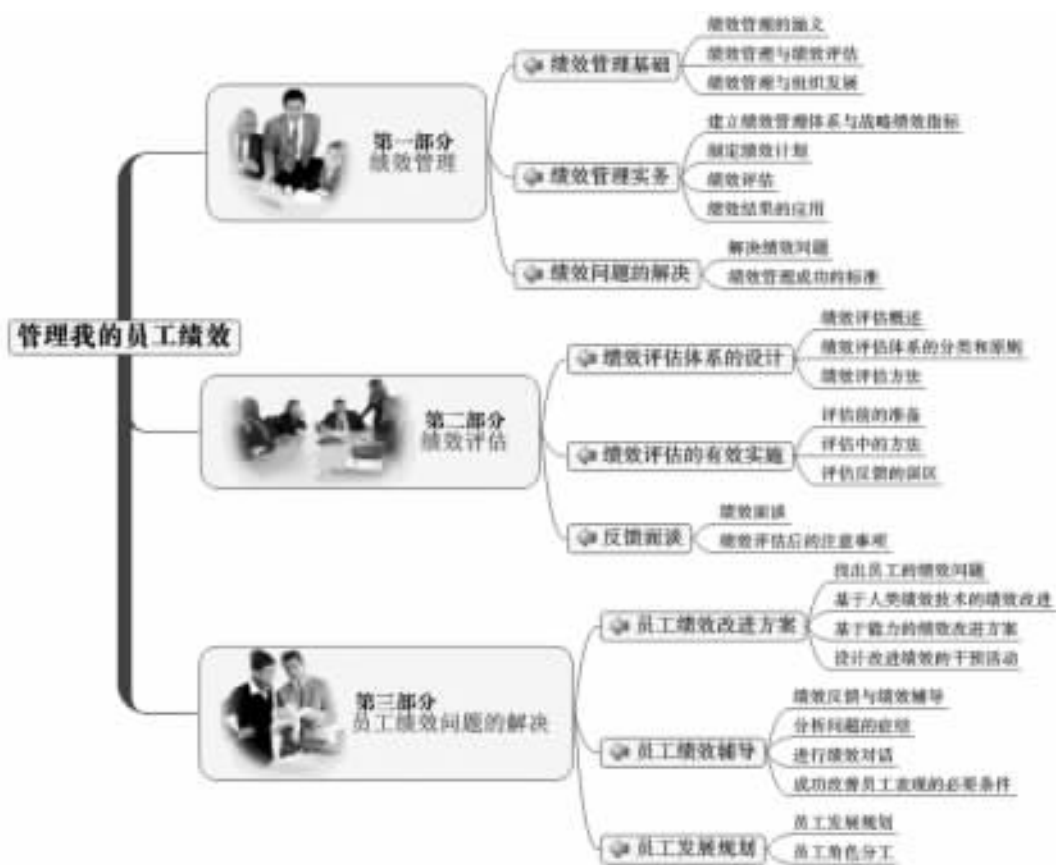 管理我的员工绩效
第一部分
绩效管理
绩效管理基础
绩效管理的涵义
绩效管理与绩效评估
绩效管理与组织发展
绩效管理实务
建立绩效管理体系与战略绩效指标
制定绩效计划
绩效评估
绩效结果的应用
绩效问题的解决
解决绩效问题
绩效管理成功的标准
第二部分
绩效评估
绩效评估体系的设计
绩效评估概述
绩效评估体系的分类和原则
绩效评估方法
绩效评估的有效实施
评估前的准备
评估中的方法
评估反馈的误区
反馈面谈
绩效面谈
绩效评估后的注意事项
第三部分
员工绩效问题的解决
员工绩效改进方案
找出员工的绩效问题
基于人类绩效技术的绩效改进
基于能力的绩效改进方案
设计改进绩效的干预活动
员工绩效辅导
绩效反馈与绩效辅导
分析问题的症结
进行绩效对话
成功改善员工表现的必要条件
员工发展规划
员工发展规划
员工角色分工